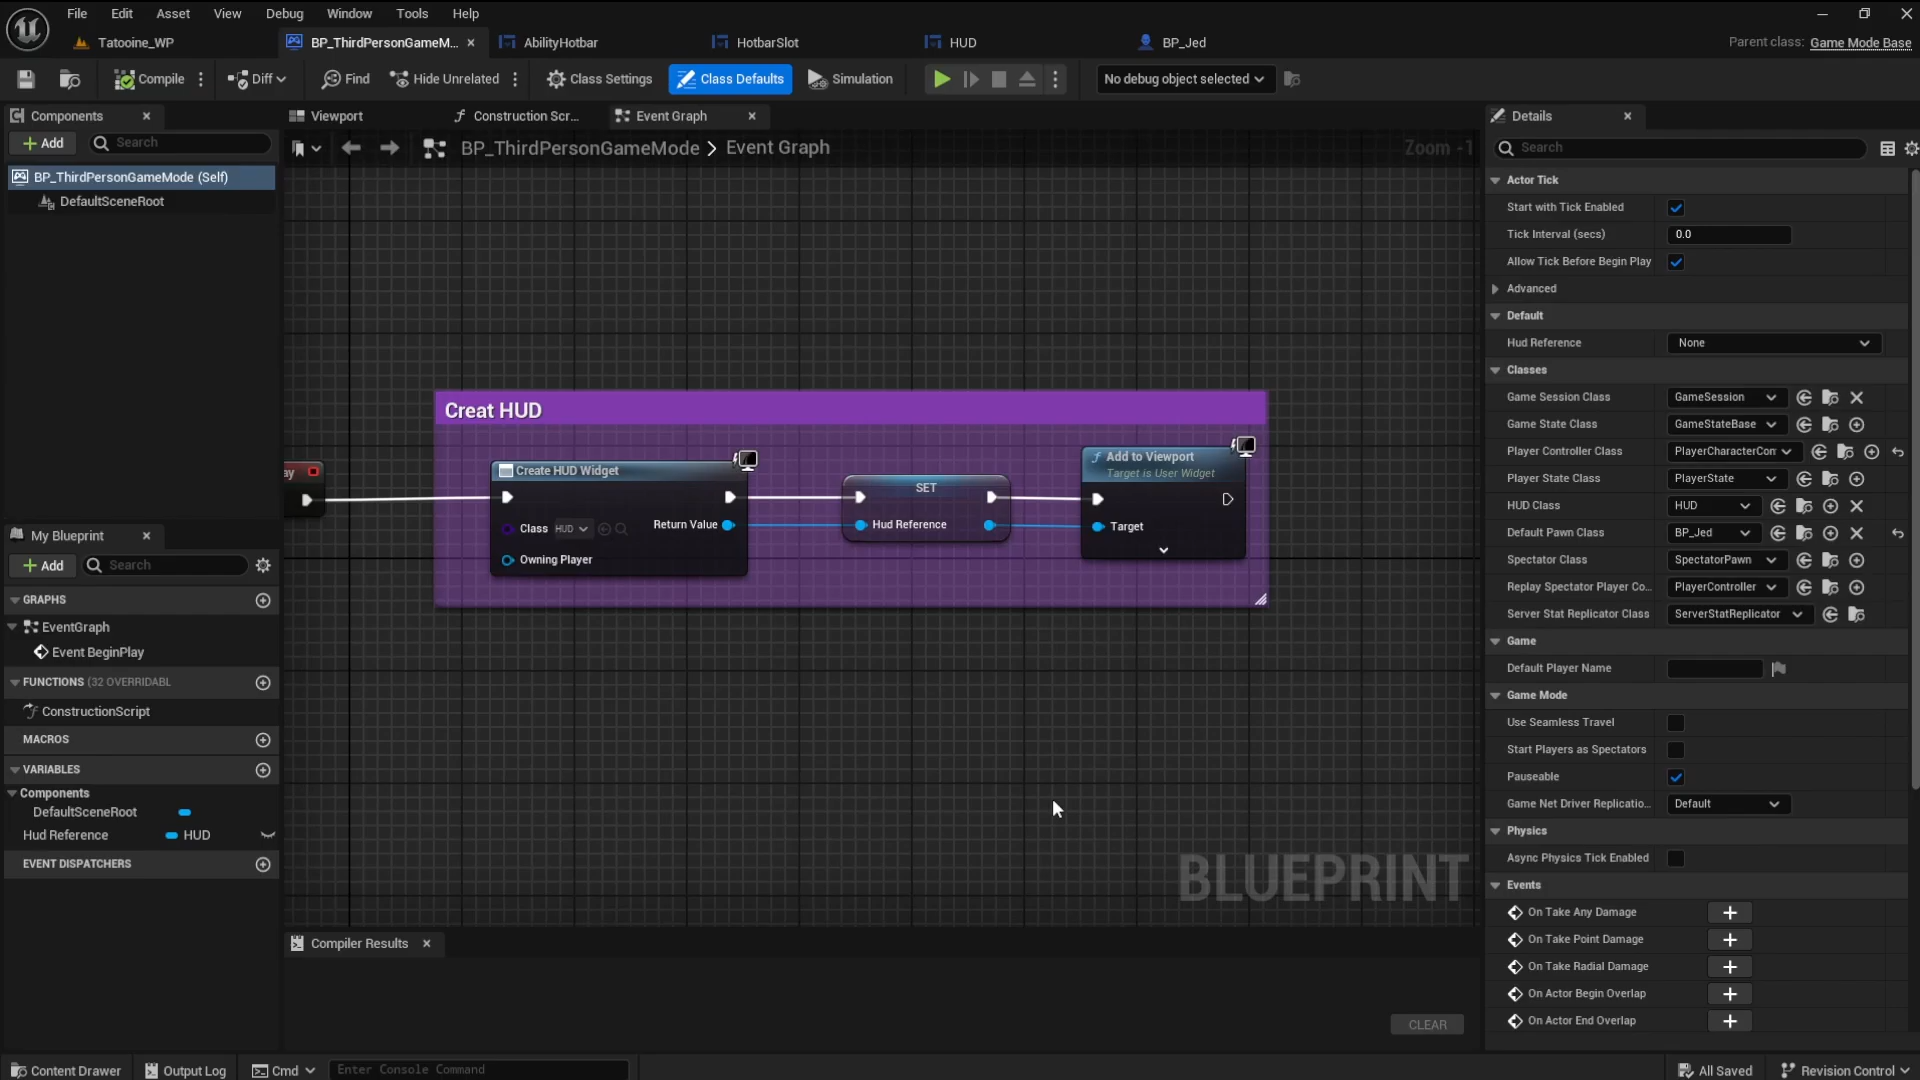 File Edit Asset View Debug Window Tools Help
Tatooine_WP
BP_ThirdPersonGameM...
AbilityHotbar
HotbarSlot
HUD
BP_Jed
Parent class: Game Mode Base
Compile
Diff
Find
Hide Unrelated
Class Settings
Class Defaults
Simulation
No debug object selected
Components
Add
Search
BP_ThirdPersonGameMode (Self)
DefaultSceneRoot
Viewport
Construction Scr...
Event Graph
BP_ThirdPersonGameMode > Event Graph
Zoom -1
Creat HUD
ay
Create HUD Widget
Class HUD
Return Value
Owning Player
SET
Hud Reference
Add to Viewport
Target is User Widget
Target
BLUEPRINT
My Blueprint
Add
Search
GRAPHS
EventGraph
Event BeginPlay
FUNCTIONS (32 OVERRIDABL
ConstructionScript
MACROS
VARIABLES
Components
DefaultSceneRoot
Hud Reference HUD
EVENT DISPATCHERS
Compiler Results
CLEAR
Details
Search
Actor Tick
Start with Tick Enabled
Tick Interval (secs) 0.0
Allow Tick Before Begin Play
Advanced
Default
Hud Reference None
Classes
Game Session Class GameSession
Game State Class GameStateBase
Player Controller Class PlayerCharacterCon
Player State Class PlayerState
HUD Class HUD
Default Pawn Class BP_Jed
Spectator Class SpectatorPawn
Replay Spectator Player Co... PlayerController
Server Stat Replicator Class ServerStatReplicator
Game
Default Player Name
Game Mode
Use Seamless Travel
Start Players as Spectators
Pauseable
Game Net Driver Replicatio... Default
Physics
Async Physics Tick Enabled
Events
On Take Any Damage
On Take Point Damage
On Take Radial Damage
On Actor Begin Overlap
On Actor End Overlap
Content Drawer
Output Log
Cmd
Enter Console Command
All Saved
Revision Control